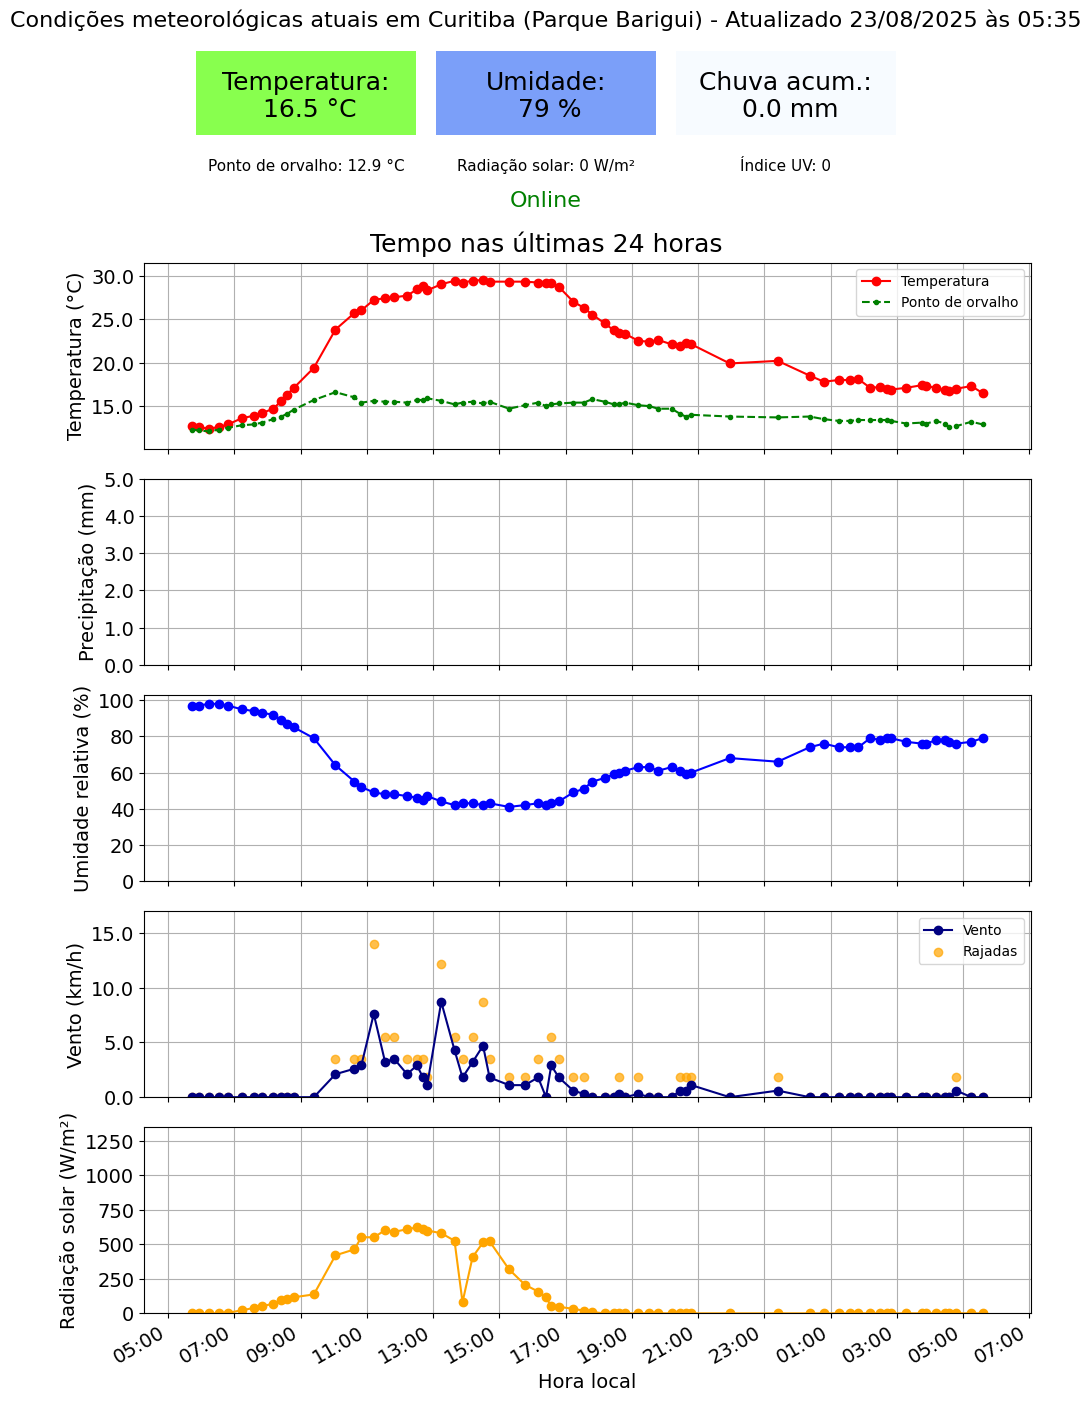 Condições meteorológicas atuais em Curitiba (Parque Barigui) - Atualizado 23/08/2025 às 05:35
Temperatura:
16.5 °C
Umidade:
79 %
Chuva acum.:
0.0 mm
Ponto de orvalho: 12.9 °C
Radiação solar: 0 W/m²
Índice UV: 0
Online
Tempo nas últimas 24 horas
Temperatura (°C)
30.0
25.0
20.0
15.0
Temperatura
Ponto de orvalho
Precipitação (mm)
5.0
4.0
3.0
2.0
1.0
0.0
Umidade relativa (%)
100
80
60
40
20
0
Vento (km/h)
15.0
10.0
5.0
0.0
Vento
Rajadas
Radiação solar (W/m²)
1250
1000
750
500
250
0
05:00 07:00 09:00 11:00 13:00 15:00 17:00 19:00 21:00 23:00 01:00 03:00 05:00 07:00
Hora local